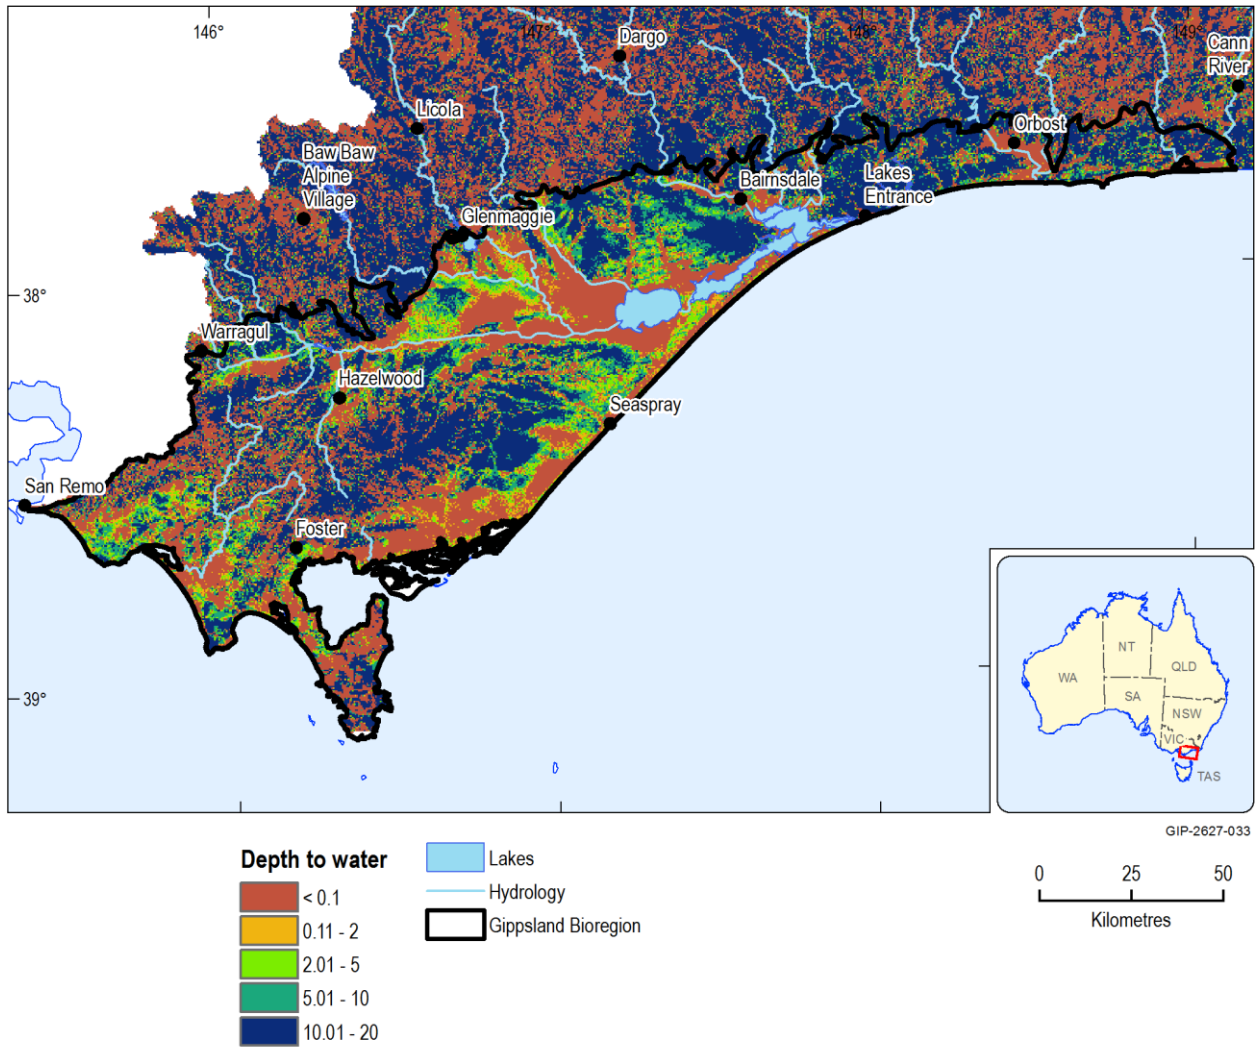 146°
147°
148°
149°
Dargo
Cann
River
Licola
Orbost
Baw Baw
Alpine
Village
Bairnsdale
Lakes
Entrance
Glenmaggie
38°
Warragul
Hazelwood
Seaspray
San Remo
Foster
39°
NT
QLD
WA
SA
NSW
VIC
TAS
GIP-2627-033
Depth to water
< 0.1
0.11 - 2
2.01 - 5
5.01 - 10
10.01 - 20
Lakes
Hydrology
Gippsland Bioregion
0 25 50
Kilometres